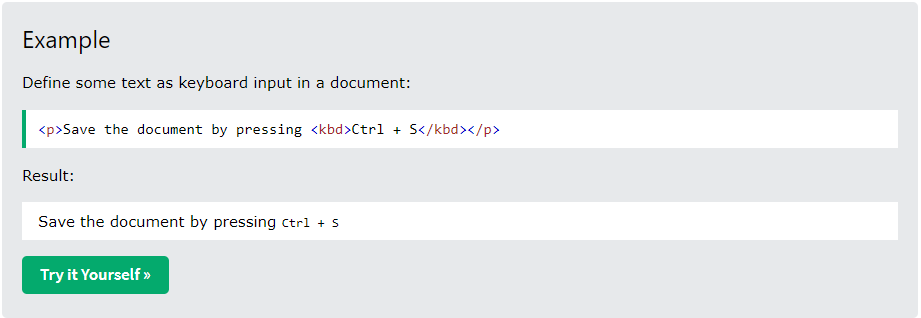 Example
Define some text as keyboard input in a document:
<p>Save the document by pressing <kbd>Ctrl + S</kbd></p>
Result:
Save the document by pressing Ctrl + S
Try it Yourself »